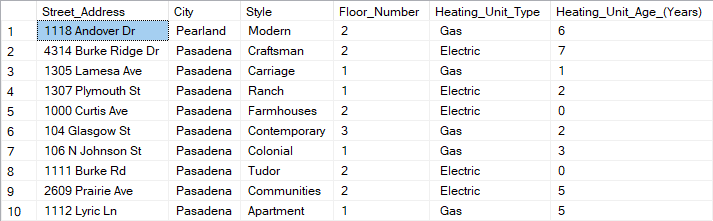 Street_Address City Style Floor_Number Heating_Unit_Type Heating_Unit_Age_(Years)
1 1118 Andover Dr Pearland Modern 2 Gas 6
2 4314 Burke Ridge Dr Pasadena Craftsman 2 Electric 7
3 1305 Lamesa Ave Pasadena Carriage 1 Gas 1
4 1307 Plymouth St Pasadena Ranch 1 Electric 2
5 1000 Curtis Ave Pasadena Farmhouses 2 Electric 0
6 104 Glasgow St Pasadena Contemporary 3 Gas 2
7 106 N Johnson St Pasadena Colonial 1 Gas 3
8 1111 Burke Rd Pasadena Tudor 2 Electric 0
9 2609 Prairie Ave Pasadena Communities 2 Electric 5
10 1112 Lyric Ln Pasadena Apartment 1 Gas 5